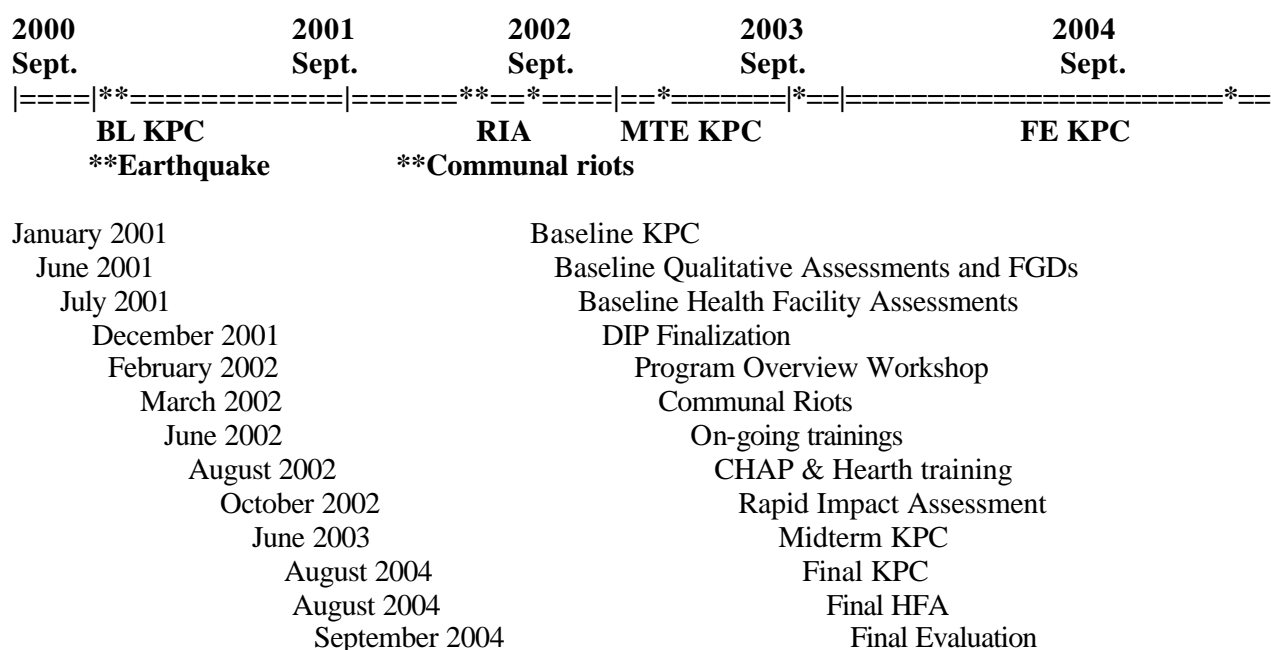 2000 2001 2002 2003 2004
Sept. Sept. Sept. Sept. Sept.
|====|**=============|======**==*====|==*=======|*==|=======================*==
BL KPC RIA MTE KPC FE KPC
**Earthquake **Communal riots
January 2001 Baseline KPC
June 2001 Baseline Qualitative Assessments and FGDs
July 2001 Baseline Health Facility Assessments
December 2001 DIP Finalization
February 2002 Program Overview Workshop
March 2002 Communal Riots
June 2002 On-going trainings
August 2002 CHAP & Hearth training
October 2002 Rapid Impact Assessment
June 2003 Midterm KPC
August 2004 Final KPC
August 2004 Final HFA
September 2004 Final Evaluation